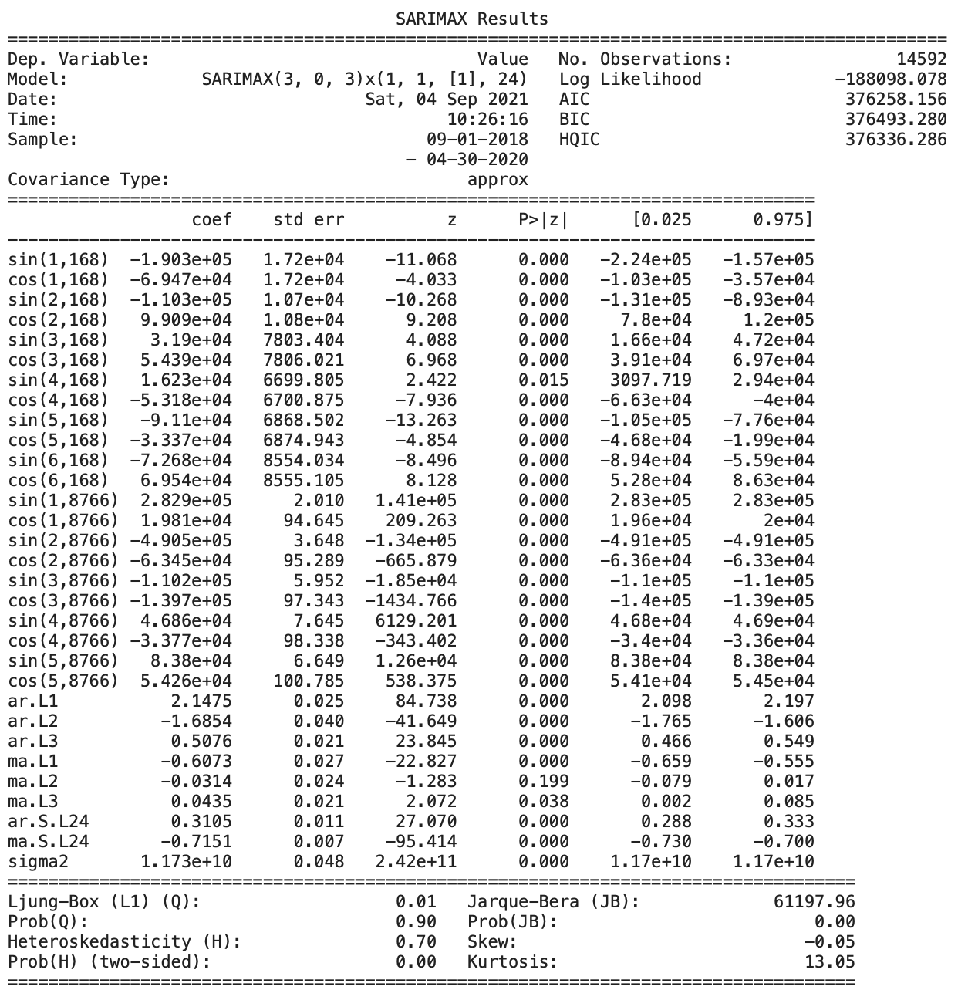 SARIMAX Results
==========================================================================================
Dep. Variable:                              Value   No. Observations:                14592
Model:             SARIMAX(3, 0, 3)x(1, 1, [1], 24)   Log Likelihood             −188098.078
Date:                            Sat, 04 Sep 2021   AIC                         376258.156
Time:                                    10:26:16   BIC                         376493.280
Sample:                                09−01−2018   HQIC                        376336.286
− 04−30−2020
Covariance Type:                           approx
==========================================================================================
coef    std err          z      P>|z|      [0.025      0.975]
------------------------------------------------------------------------------------------
sin(1,168)  −1.903e+05   1.72e+04    −11.068      0.000   −2.24e+05   −1.57e+05
cos(1,168)  −6.947e+04   1.72e+04     −4.033      0.000   −1.03e+05   −3.57e+04
sin(2,168)  −1.103e+05   1.07e+04    −10.268      0.000   −1.31e+05   −8.93e+04
cos(2,168)   9.909e+04   1.08e+04      9.208      0.000     7.8e+04     1.2e+05
sin(3,168)    3.19e+04   7803.404      4.088      0.000    1.66e+04    4.72e+04
cos(3,168)   5.439e+04   7806.021      6.968      0.000    3.91e+04    6.97e+04
sin(4,168)   1.623e+04   6699.805      2.422      0.015    3097.719    2.94e+04
cos(4,168)  −5.318e+04   6700.875     −7.936      0.000   −6.63e+04      −4e+04
sin(5,168)   −9.11e+04   6868.502    −13.263      0.000   −1.05e+05   −7.76e+04
cos(5,168)  −3.337e+04   6874.943     −4.854      0.000   −4.68e+04   −1.99e+04
sin(6,168)  −7.268e+04   8554.034     −8.496      0.000   −8.94e+04   −5.59e+04
cos(6,168)   6.954e+04   8555.105      8.128      0.000    5.28e+04    8.63e+04
sin(1,8766)  2.829e+05      2.010   1.41e+05      0.000    2.83e+05    2.83e+05
cos(1,8766)  1.981e+04     94.645    209.263      0.000    1.96e+04       2e+04
sin(2,8766) −4.905e+05      3.648  −1.34e+05      0.000   −4.91e+05   −4.91e+05
cos(2,8766) −6.345e+04     95.289   −665.879      0.000   −6.36e+04   −6.33e+04
sin(3,8766) −1.102e+05      5.952  −1.85e+04      0.000    −1.1e+05    −1.1e+05
cos(3,8766) −1.397e+05     97.343  −1434.766      0.000    −1.4e+05   −1.39e+05
sin(4,8766)  4.686e+04      7.645   6129.201      0.000    4.68e+04    4.69e+04
cos(4,8766) −3.377e+04     98.338   −343.402      0.000    −3.4e+04   −3.36e+04
sin(5,8766)   8.38e+04      6.649   1.26e+04      0.000    8.38e+04    8.38e+04
cos(5,8766)  5.426e+04    100.785    538.375      0.000    5.41e+04    5.45e+04
ar.L1           2.1475      0.025     84.738      0.000       2.098       2.197
ar.L2          −1.6854      0.040    −41.649      0.000      −1.765      −1.606
ar.L3           0.5076      0.021     23.845      0.000       0.466       0.549
ma.L1          −0.6073      0.027    −22.827      0.000      −0.659      −0.555
ma.L2          −0.0314      0.024     −1.283      0.199      −0.079       0.017
ma.L3           0.0435      0.021      2.072      0.038       0.002       0.085
ar.S.L24        0.3105      0.011     27.070      0.000       0.288       0.333
ma.S.L24       −0.7151      0.007    −95.414      0.000      −0.730      −0.700
sigma2       1.173e+10      0.048   2.42e+11      0.000    1.17e+10    1.17e+10
==========================================================================================
Ljung−Box (L1) (Q):                   0.01   Jarque−Bera (JB):             61197.96
Prob(Q):                              0.90   Prob(JB):                         0.00
Heteroskedasticity (H):               0.70   Skew:                            −0.05
Prob(H) (two−sided):                  0.00   Kurtosis:                        13.05
==========================================================================================